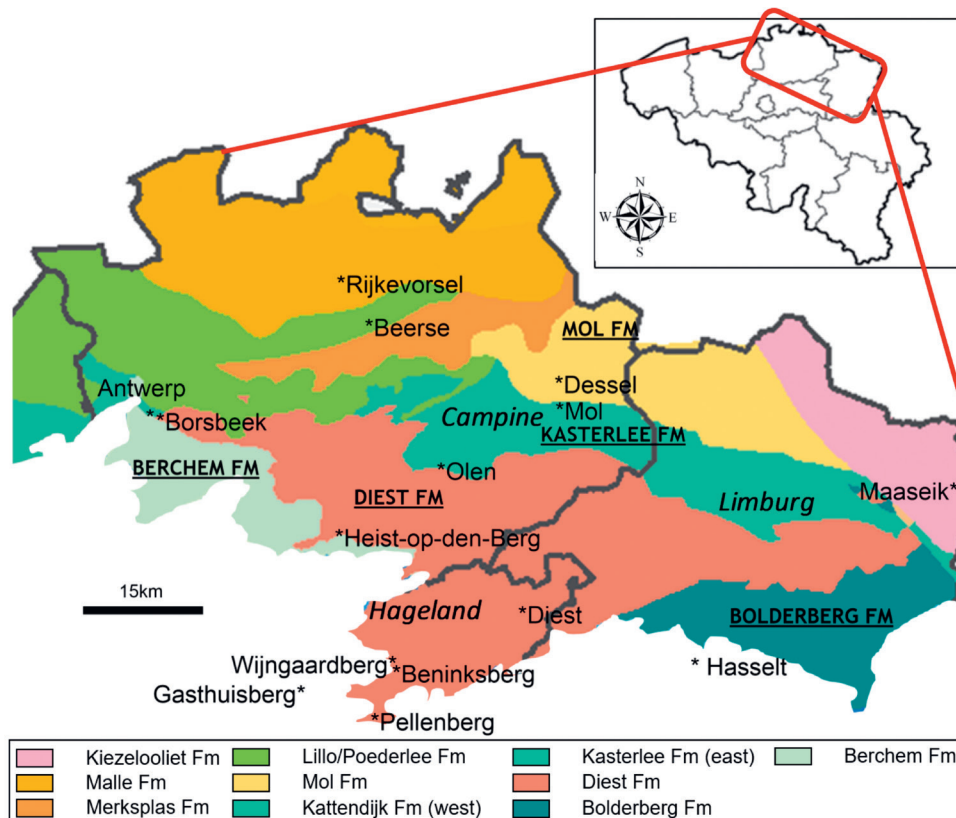 N
W E
S
*Rijkevorsel
*Beerse
MOL FM
*Dessel
Antwerp
*Mol
**Borsbeek
Campine
KASTERLEE FM
BERCHEM FM
*Olen
Maaseik*
DIEST FM
Limburg
*Heist-op-den-Berg
15km
Hageland
*Diest
BOLDERBERG FM
Wijngaardberg*
*Beninksberg
* Hasselt
Gasthuisberg*
*Pellenberg
Kiezelooliet Fm Lillo/Poederlee Fm Kasterlee Fm (east) Berchem Fm
Malle Fm Mol Fm Diest Fm
Merksplas Fm Kattendijk Fm (west) Bolderberg Fm